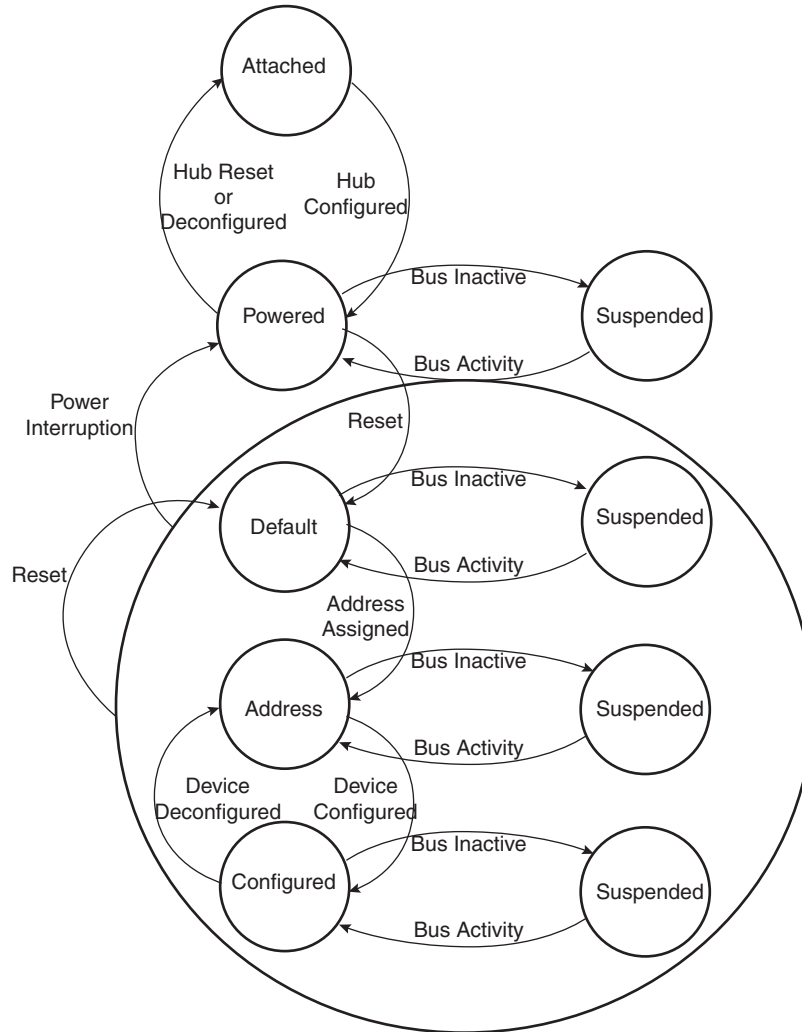 Attached
Hub Reset
or
Deconfigured
Hub
Configured
Bus Inactive
Powered
Suspended
Bus Activity
Power
Interruption
Reset
Bus Inactive
Default
Suspended
Bus Activity
Reset
Address
Assigned
Bus Inactive
Address
Suspended
Bus Activity
Device
Deconfigured
Device
Configured
Bus Inactive
Configured
Suspended
Bus Activity